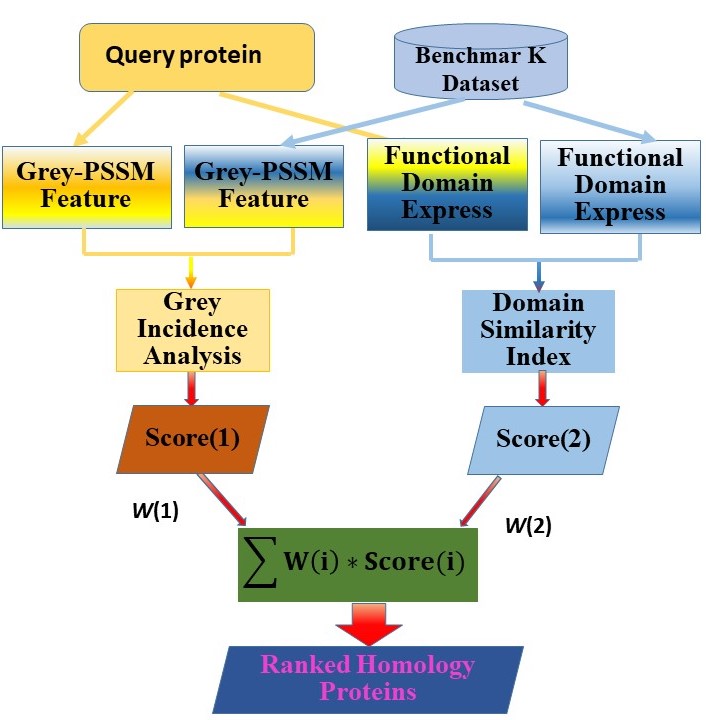 Query protein
Benchmar K
Dataset
Grey-PSSM
Feature
Grey-PSSM
Feature
Functional
Domain
Express
Functional
Domain
Express
Grey
Incidence
Analysis
Domain
Similarity
Index
Score(1)
Score(2)
W(1)
W(2)
∑ W(i) * Score(i)
Ranked Homology
Proteins